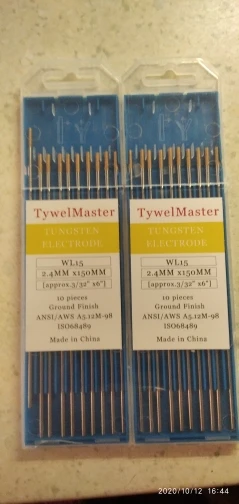 TywelMaster
TUNGSTEN
ELECTRODE
WL15
2.4MM x150MM
[approx.3/32" x6"]
10 pieces
Ground Finish
ANSI/AWS A5.12M-98
ISO68489
Made in China
TywelMaster
TUNGSTEN
ELECTRODE
WL15
2.4MM x150MM
[approx.3/32" x6"]
10 pieces
Ground Finish
ANSI/AWS A5.12M-98
ISO68489
Made in China
2020/10/12 16:44